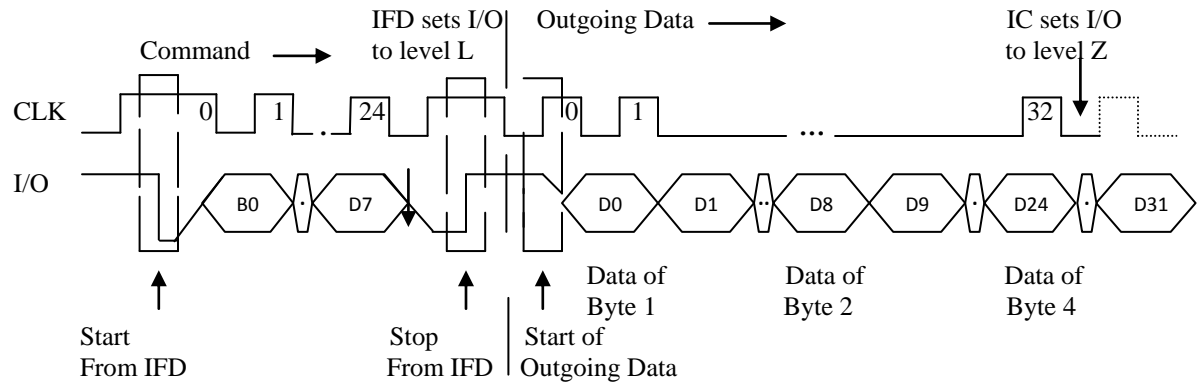 IFD sets I/O
to level L
Outgoing Data
IC sets I/O
to level Z
Command
CLK
0
1
.
24
0
1
...
32
I/O
B0
.
D7
D0
D1
..
D8
D9
.
D24
.
D31
Data of
Byte 1
Data of
Byte 2
Data of
Byte 4
Start
From IFD
Stop
From IFD
Start of
Outgoing Data